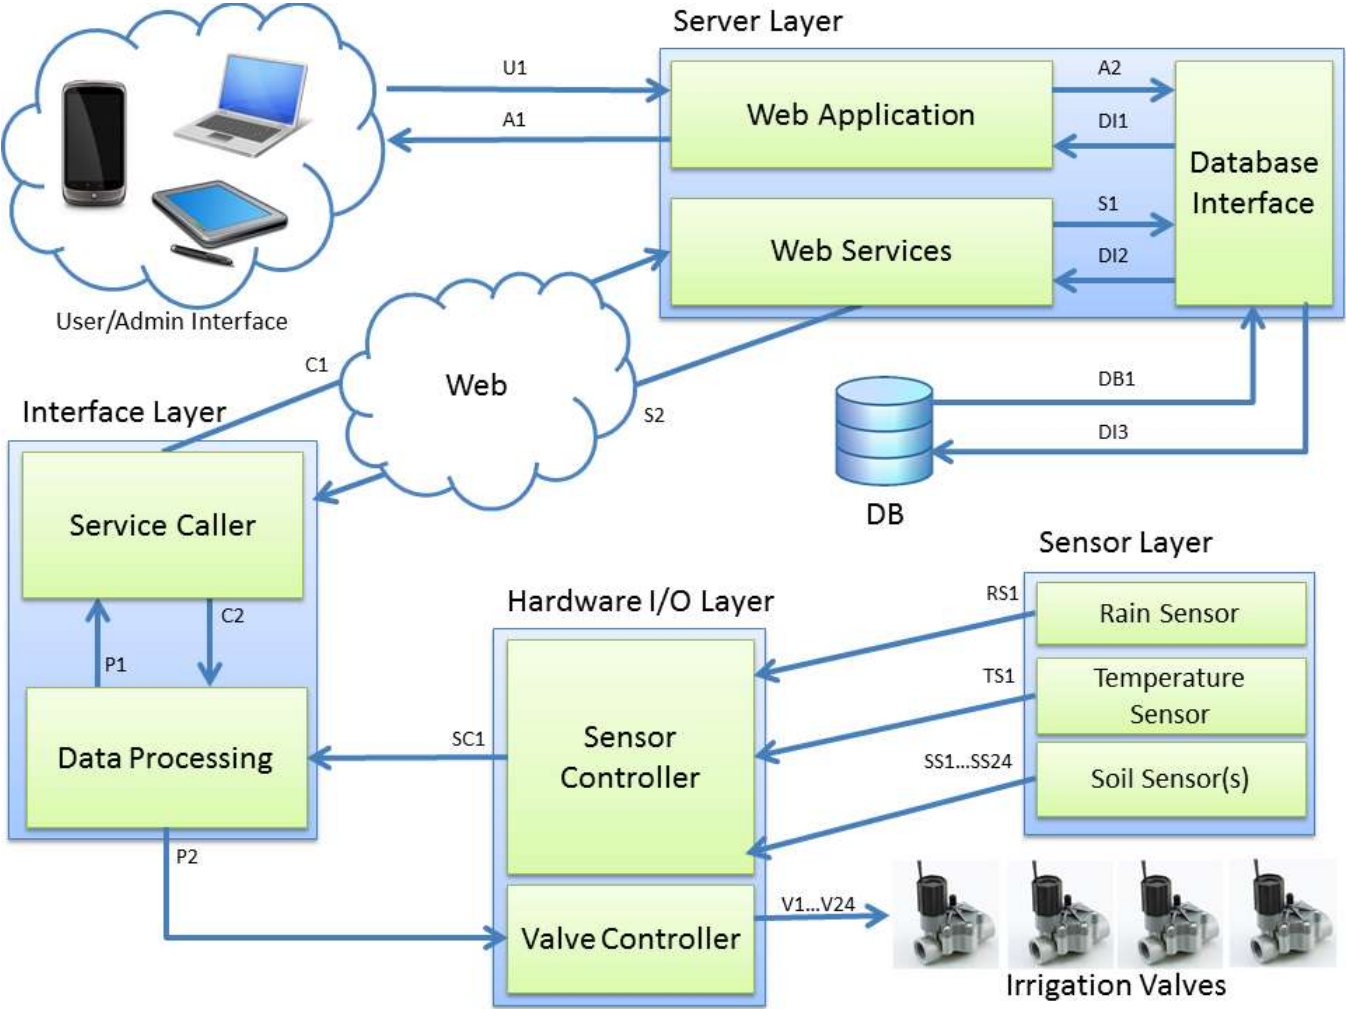 Server Layer
U1
A1
Web Application
A2
DI1
Database
Interface
Web Services
S1
DI2
User/Admin Interface
C1
Web
S2
DB1
DI3
DB
Interface Layer
Service Caller
P1
C2
Data Processing
SC1
P2
Hardware I/O Layer
Sensor
Controller
Valve Controller
Sensor Layer
RS1
Rain Sensor
TS1
Temperature
Sensor
SS1...SS24
Soil Sensor(s)
V1...V24
Irrigation Valves